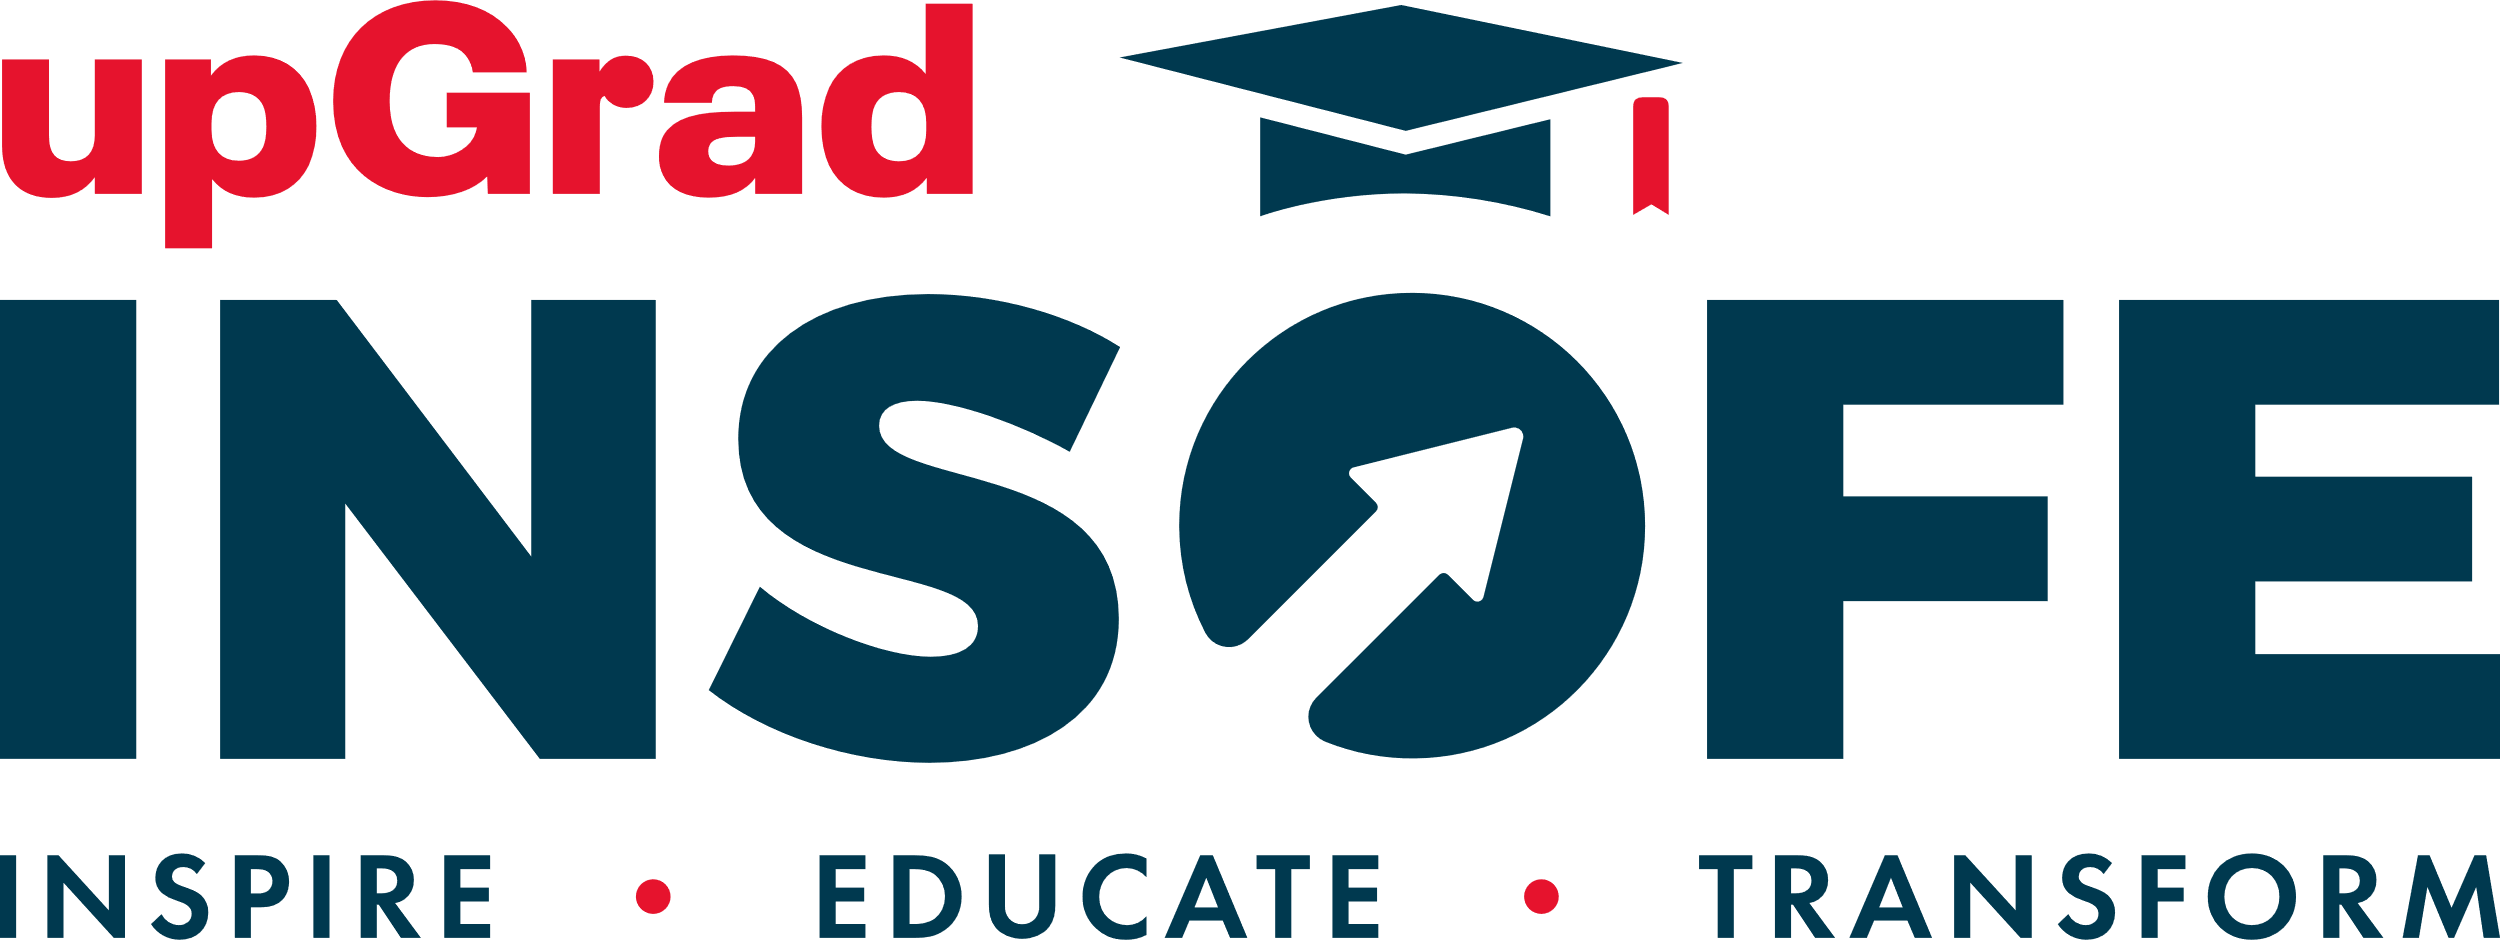 upGrad
INSOFE
INSPIRE • EDUCATE • TRANSFORM